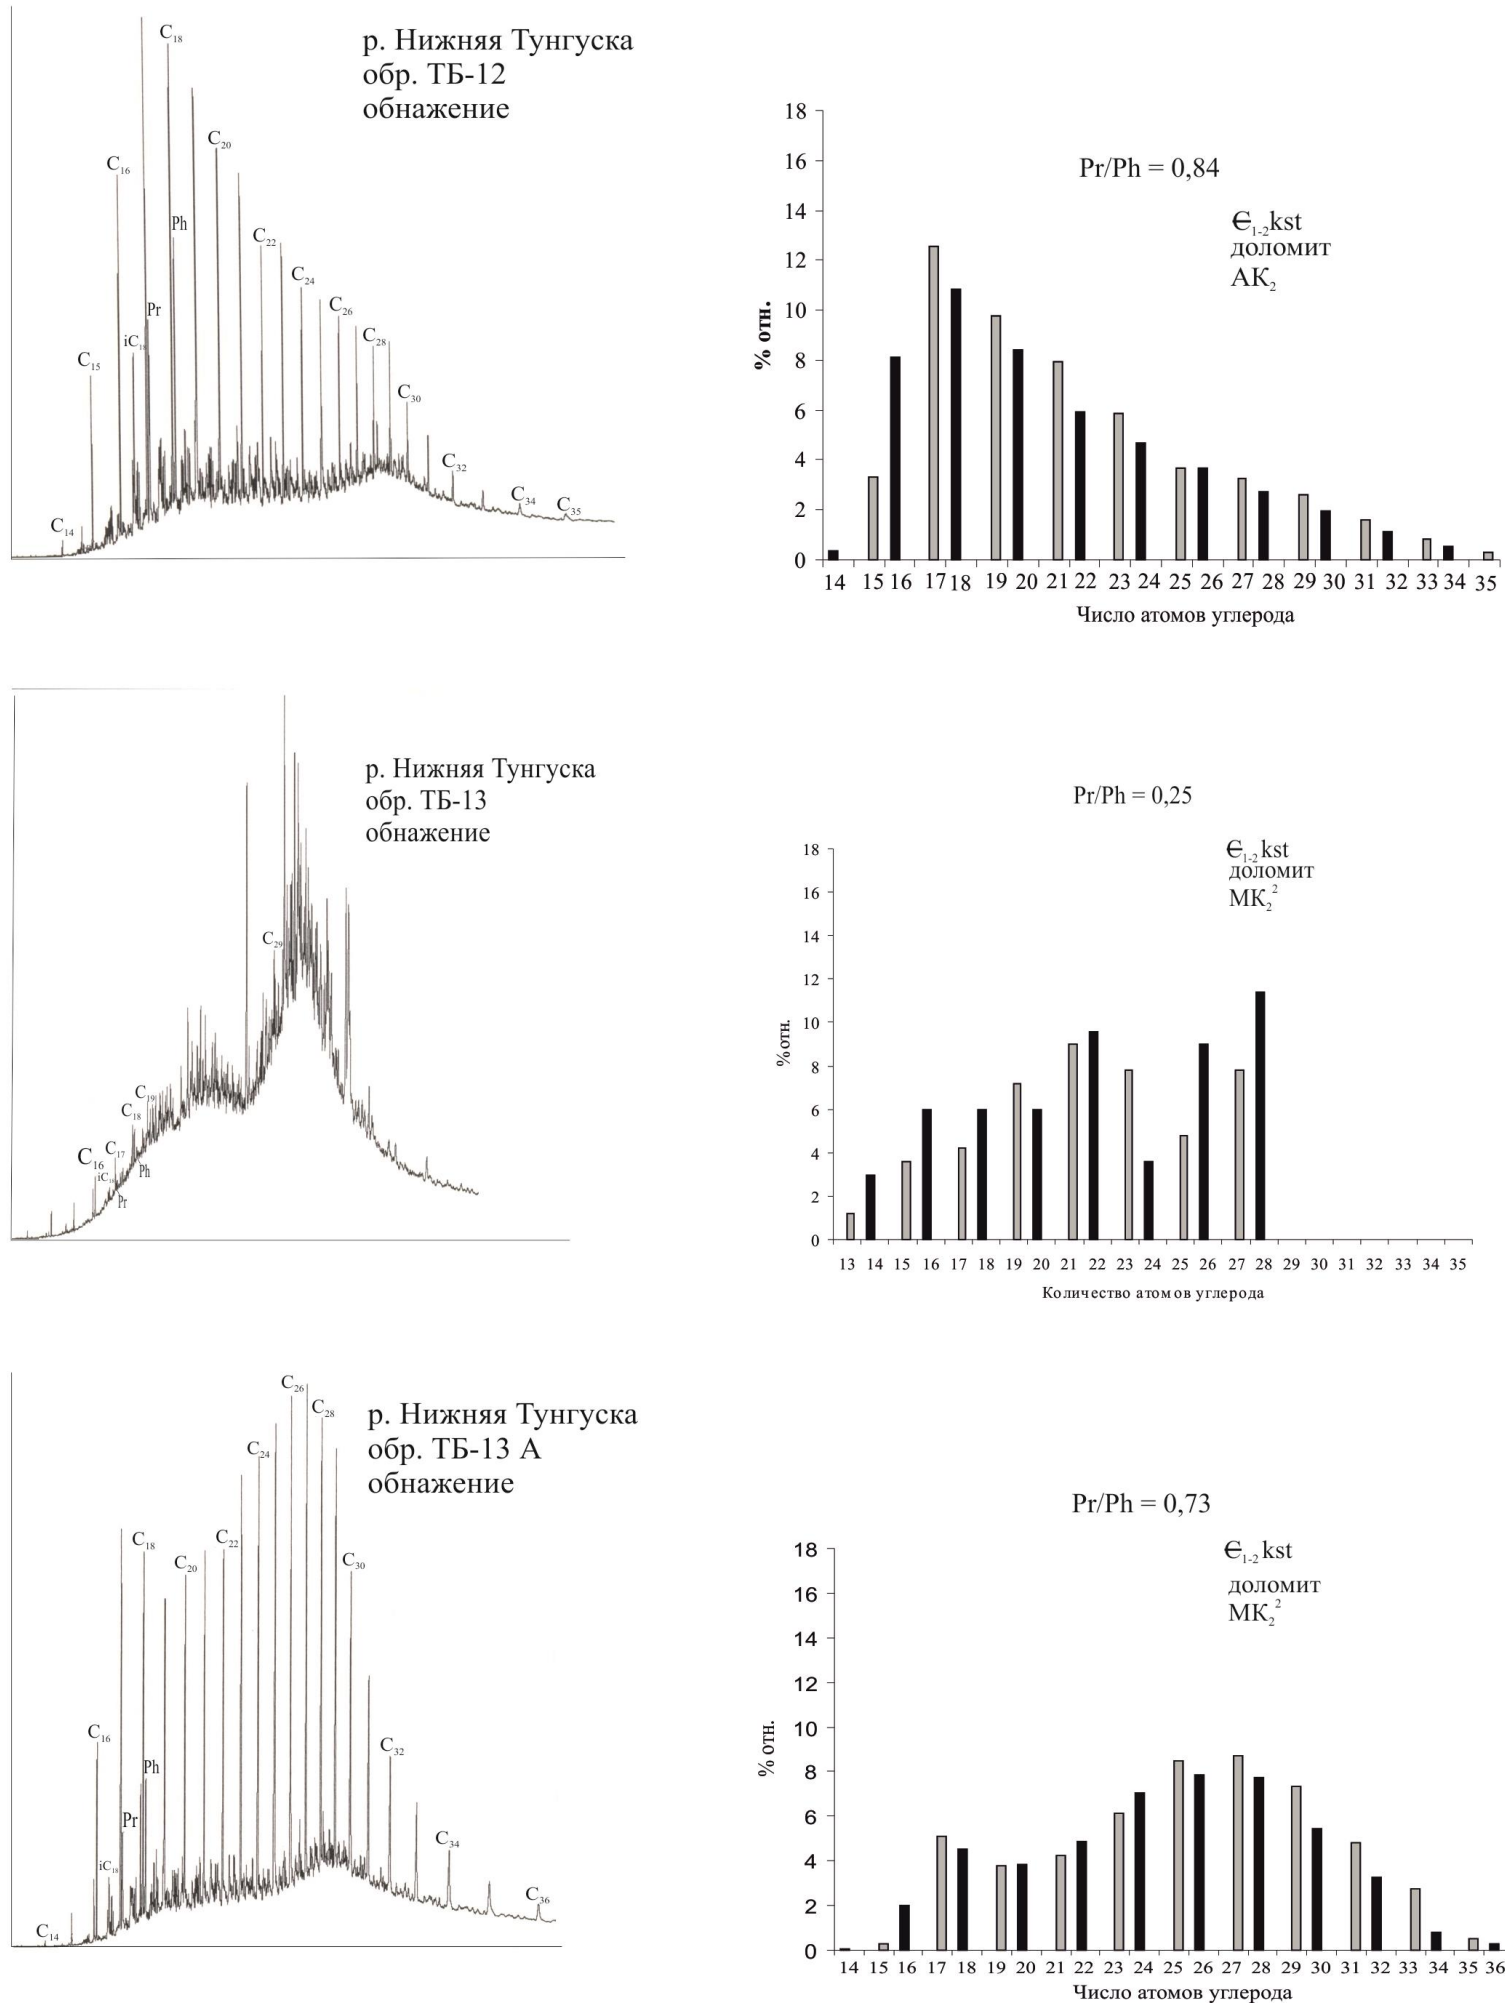 р. Нижняя Тунгуска
обр. ТБ-12
обнажение
C18
C20
C16
Ph
C22
C24
Pr
C26
iC18
C28
C15
C30
C32
C34
C35
C14
Pr/Ph = 0,84
Є1-2kst
доломит
АК2
% отн.
18
16
14
12
10
8
6
4
2
0
14 15 16 17 18 19 20 21 22 23 24 25 26 27 28 29 30 31 32 33 34 35
Число атомов углерода
р. Нижняя Тунгуска
обр. ТБ-13
обнажение
C29
C19
C18
C17
C16
Ph
iC18
Pr
Pr/Ph = 0,25
Є1-2kst
доломит
МК2²
%отн.
18
16
14
12
10
8
6
4
2
0
13 14 15 16 17 18 19 20 21 22 23 24 25 26 27 28 29 30 31 32 33 34 35
Количество атомов углерода
р. Нижняя Тунгуска
обр. ТБ-13 А
обнажение
C26
C28
C24
C18
C22
C20
C30
C16
C32
Ph
Pr
C34
iC18
C36
C14
Pr/Ph = 0,73
Є1-2kst
доломит
МК2²
% отн.
18
16
14
12
10
8
6
4
2
0
14 15 16 17 18 19 20 21 22 23 24 25 26 27 28 29 30 31 32 33 34 35 36
Число атомов углерода